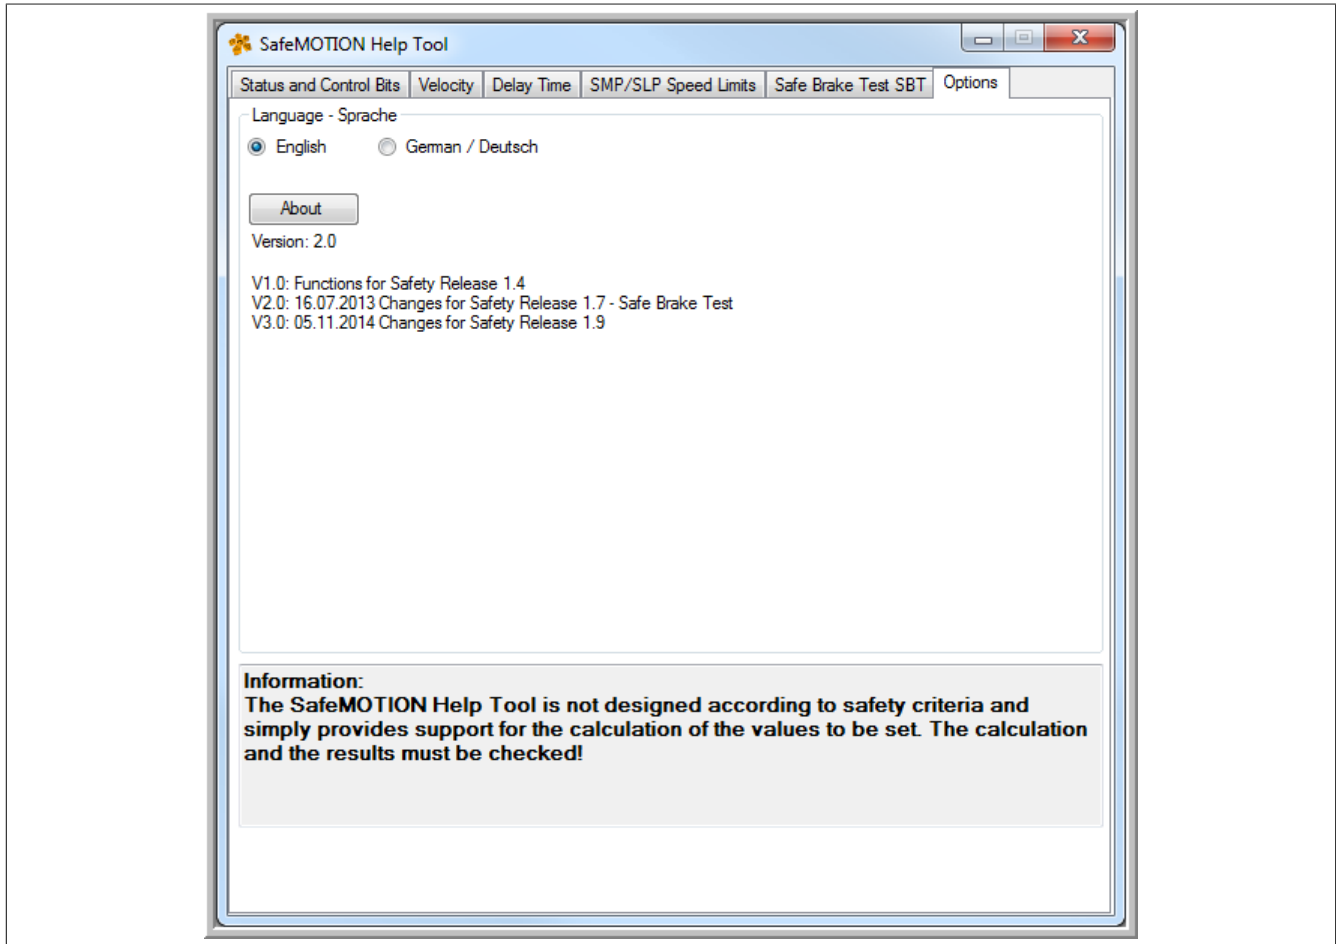 SafeMOTION Help Tool
Status and Control Bits Velocity Delay Time SMP/SLP Speed Limits Safe Brake Test SBT Options
Language - Sprache
English German / Deutsch
About
Version: 2.0
V1.0: Functions for Safety Release 1.4
V2.0: 16.07.2013 Changes for Safety Release 1.7 - Safe Brake Test
V3.0: 05.11.2014 Changes for Safety Release 1.9
Information:
The SafeMOTION Help Tool is not designed according to safety criteria and
simply provides support for the calculation of the values to be set. The calculation
and the results must be checked!